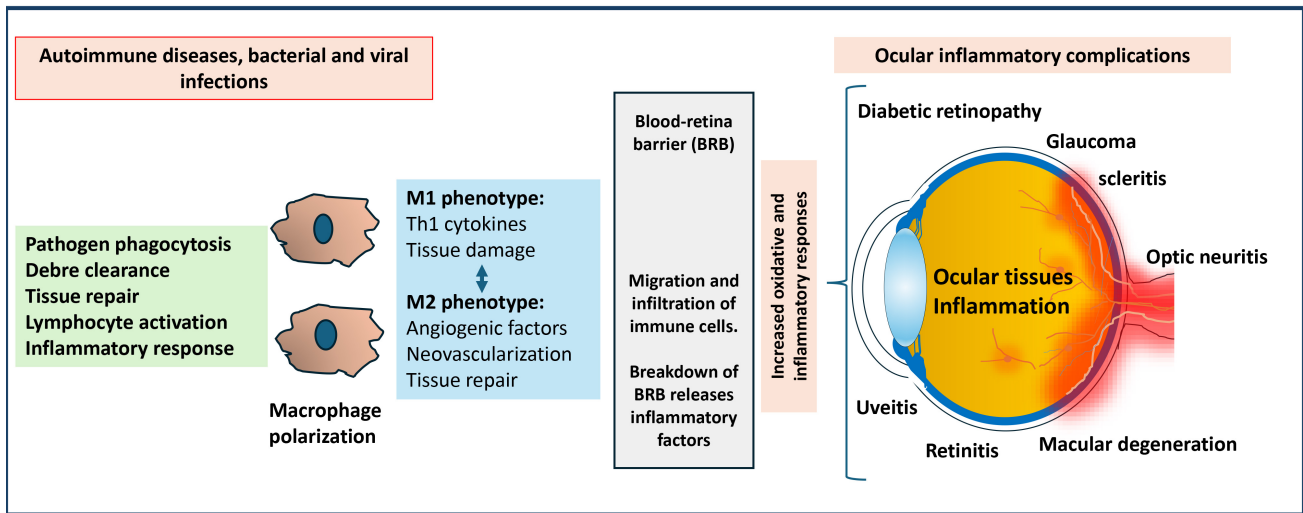 Autoimmune diseases, bacterial and viral
infections
Pathogen phagocytosis
Debre clearance
Tissue repair
Lymphocyte activation
Inflammatory response
Macrophage
polarization
M1 phenotype:
Th1 cytokines
Tissue damage
M2 phenotype:
Angiogenic factors
Neovascularization
Tissue repair
Blood-retina
barrier (BRB)
Migration and
infiltration of
immune cells.
Breakdown of
BRB releases
inflammatory
factors
Increased oxidative and
inflammatory responses
Ocular inflammatory complications
Diabetic retinopathy
Glaucoma
scleritis
Optic neuritis
Ocular tissues
Inflammation
Uveitis
Retinitis
Macular degeneration